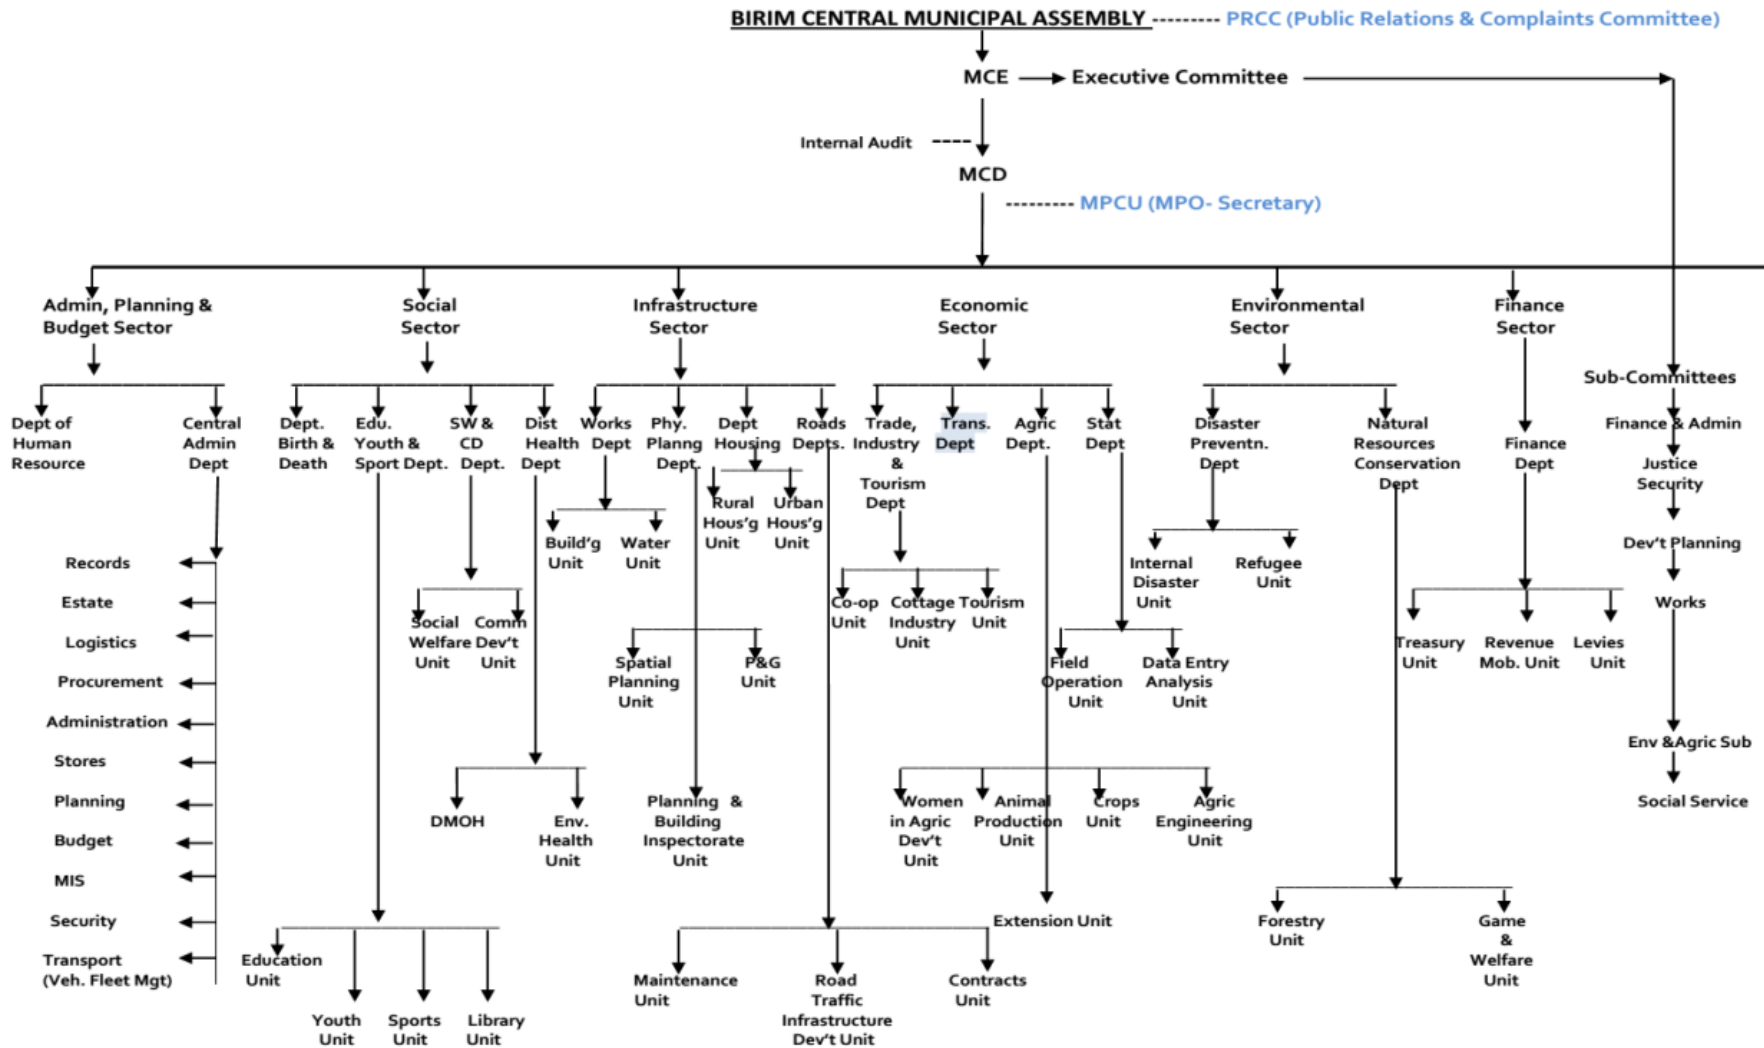 BIRIM CENTRAL MUNICIPAL ASSEMBLY --------- PRCC (Public Relations & Complaints Committee)
MCE
Executive Committee
Internal Audit
MCD
MPCU (MPO- Secretary)
Admin, Planning &
Budget Sector
Social
Sector
Infrastructure
Sector
Economic
Sector
Environmental
Sector
Finance
Sector
Sub-Committees
Dept of
Human
Resource
Central
Admin
Dept
Dept.
Birth &
Death
Edu.
Youth &
Sport Dept.
SW &
CD
Dept.
Dist
Health
Dept
Works
Dept
Phy.
Planng
Dept.
Dept
Housing
Roads
Depts.
Trade,
Industry
&
Tourism
Dept
Trans.
Dept
Agric
Dept.
Stat
Dept
Disaster
Preventn.
Dept
Natural
Resources
Conservation
Dept
Finance
Dept
Finance & Admin
Justice
Security
Dev't Planning
Works
Env &Agric Sub
Social Service
Records
Estate
Logistics
Procurement
Administration
Stores
Planning
Budget
MIS
Security
Transport
(Veh. Fleet Mgt)
Social
Welfare
Unit
Comm
Dev't
Unit
Build'g
Unit
Water
Unit
Rural
Hous'g
Unit
Urban
Hous'g
Unit
Co-op
Unit
Cottage
Industry
Unit
Tourism
Unit
Internal
Disaster
Unit
Refugee
Unit
Treasury
Unit
Revenue
Mob. Unit
Levies
Unit
Spatial
Planning
Unit
P&G
Unit
Field
Operation
Unit
Data Entry
Analysis
Unit
DMOH
Env.
Health
Unit
Planning &
Building
Inspectorate
Unit
Women
in Agric
Dev't
Unit
Animal
Production
Unit
Crops
Unit
Agric
Engineering
Unit
Extension Unit
Forestry
Unit
Game
&
Welfare
Unit
Education
Unit
Youth
Unit
Sports
Unit
Library
Unit
Maintenance
Unit
Road
Traffic
Infrastructure
Dev't Unit
Contracts
Unit